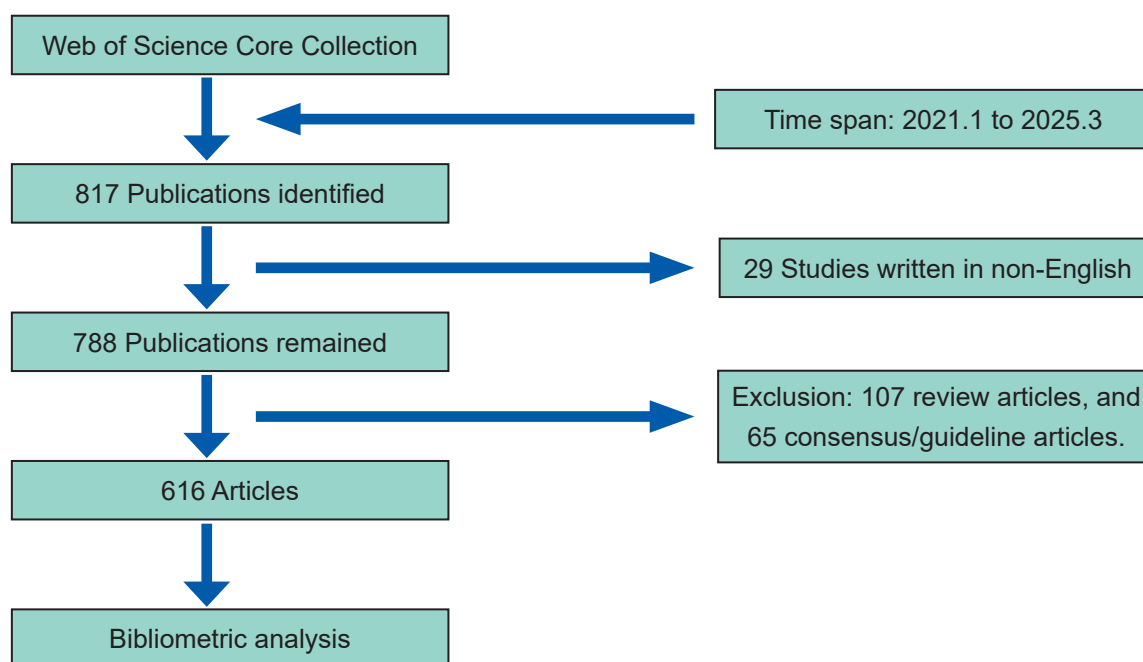 Web of Science Core Collection
Time span: 2021.1 to 2025.3
817 Publications identified
29 Studies written in non-English
788 Publications remained
Exclusion: 107 review articles, and
65 consensus/guideline articles.
616 Articles
Bibliometric analysis